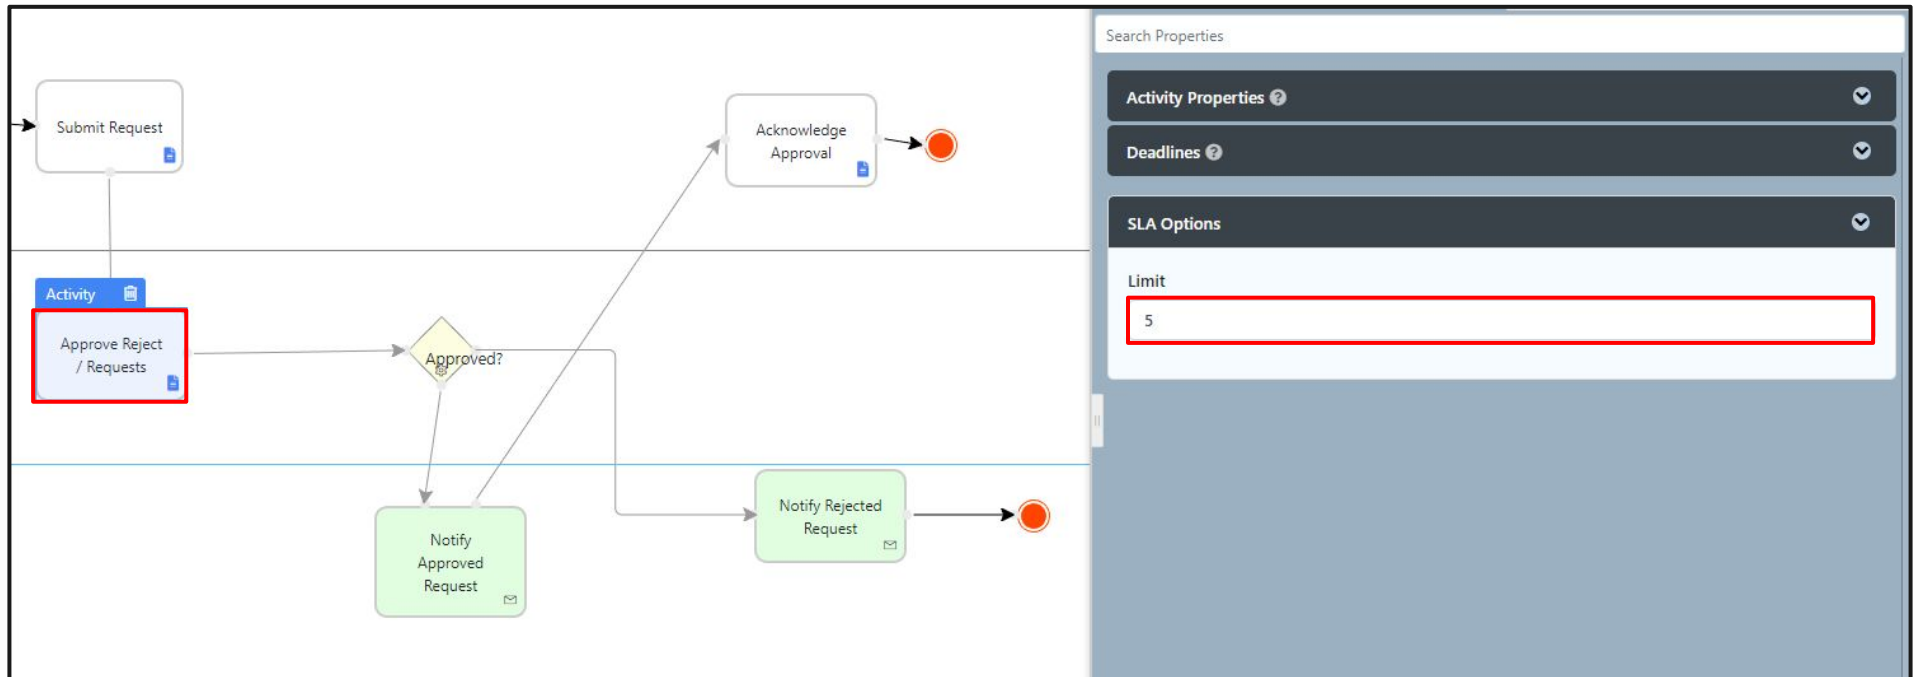 Submit Request
Acknowledge
Approval
Activity
Approve Reject
/ Requests
Approved?
Notify
Approved
Request
Notify Rejected
Request
Search Properties
Activity Properties
Deadlines
SLA Options
Limit
5